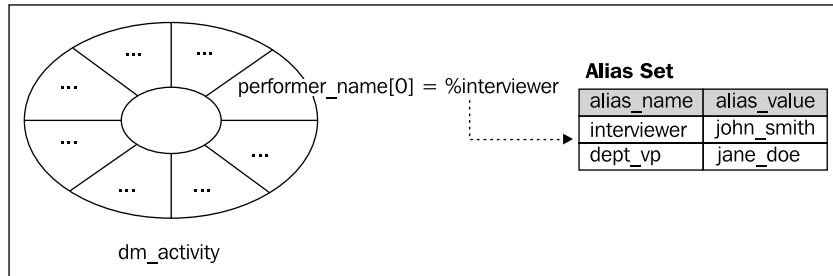 ... ...
...
performer_name[0] = %interviewer
...
...
... ...
dm_activity
Alias Set
alias_name alias_value
interviewer john_smith
dept_vp jane_doe